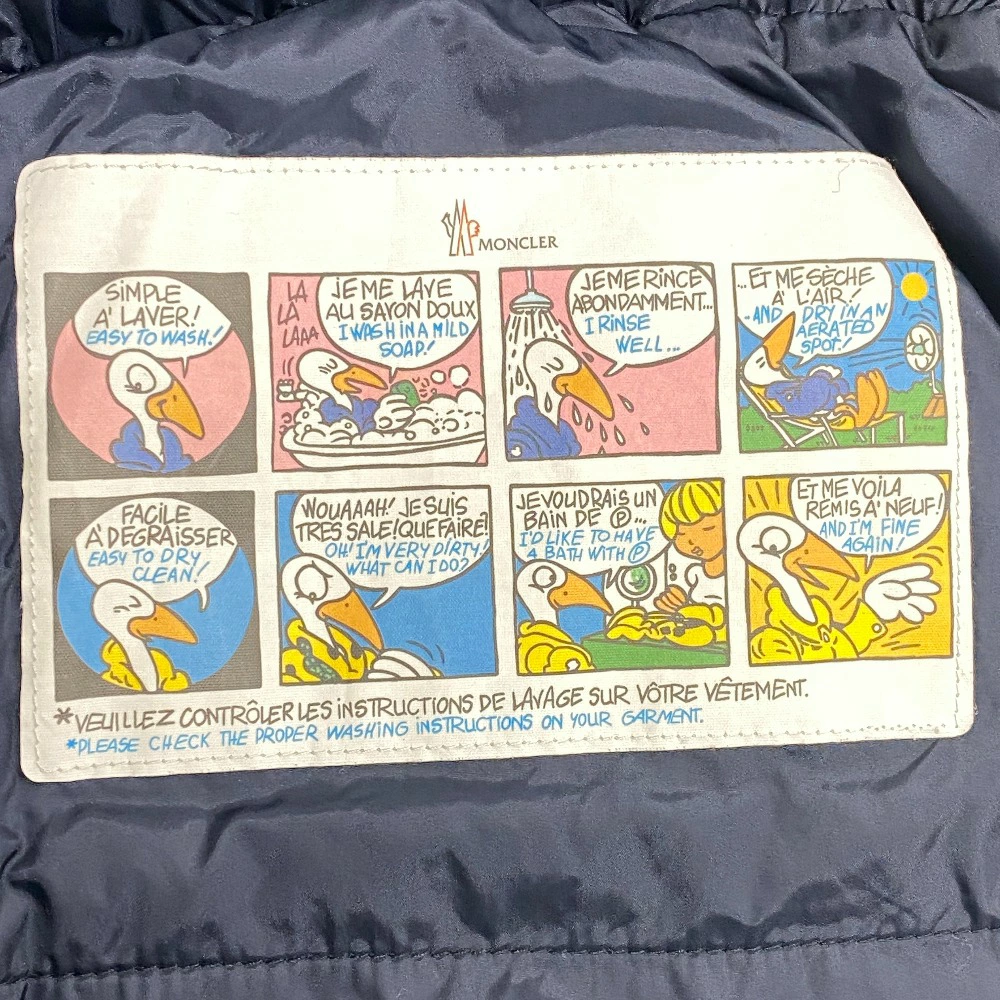 MONCLER
SIMPLE
A' LAVER!
EASY TO WASH!
LA
LA
LAAA
JE ME LAVE
AU SAVON DOUX
I WASH IN A MILD
SOAP!
JE ME RINCE
ABONDAMMENT...
I RINSE
WELL...
...ET ME SÈCHE
A' L'AIR!
..AND DRY IN AN
AERATED
SPOT!
FACILE
A' DÉGRAISSER
EASY TO DRY
CLEAN!
WOUAAAH! JE SUIS
TRES SALE! QUE FAIRE?
OH! I'M VERY DIRTY!
WHAT CAN I DO?
JE VOUDRAIS UN
BAIN DE Ⓟ...
I'D LIKE TO HAVE
A BATH WITH Ⓟ
ET ME VOILA
REMIS A' NEUF!
AND I'M FINE
AGAIN!
*VEUILLEZ CONTRÔLER LES INSTRUCTIONS DE LAVAGE SUR VÔTRE VÊTEMENT.
*PLEASE CHECK THE PROPER WASHING INSTRUCTIONS ON YOUR GARMENT.